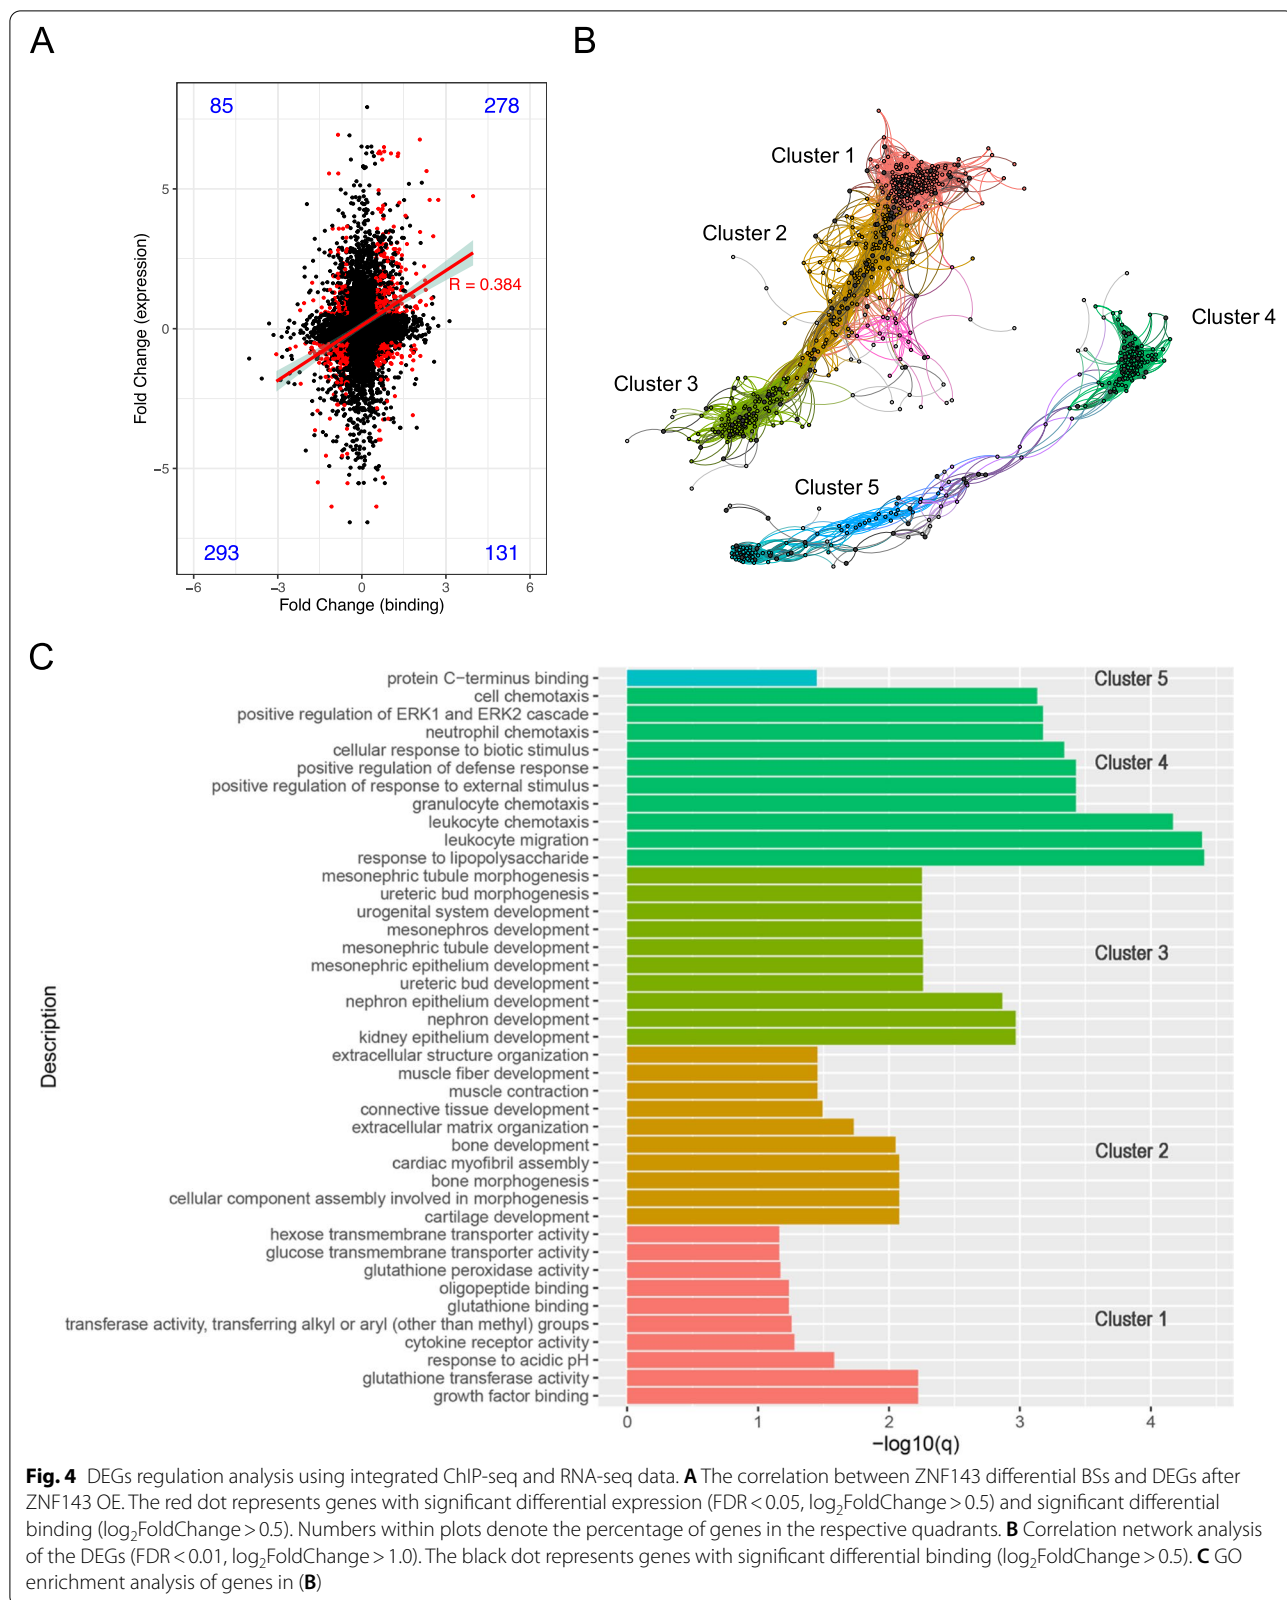 A
B
85
278
5
0
−5
R = 0.384
293
131
−6
−3
0
3
6
Fold Change (binding)
Fold Change (expression)
Cluster 1
Cluster 2
Cluster 3
Cluster 4
Cluster 5
C
protein C−terminus binding
cell chemotaxis
positive regulation of ERK1 and ERK2 cascade
neutrophil chemotaxis
cellular response to biotic stimulus
positive regulation of defense response
positive regulation of response to external stimulus
granulocyte chemotaxis
leukocyte chemotaxis
leukocyte migration
response to lipopolysaccharide
mesonephric tubule morphogenesis
ureteric bud morphogenesis
urogenital system development
mesonephros development
mesonephric tubule development
mesonephric epithelium development
ureteric bud development
nephron epithelium development
nephron development
kidney epithelium development
extracellular structure organization
muscle fiber development
muscle contraction
connective tissue development
extracellular matrix organization
bone development
cardiac myofibril assembly
bone morphogenesis
cellular component assembly involved in morphogenesis
cartilage development
hexose transmembrane transporter activity
glucose transmembrane transporter activity
glutathione peroxidase activity
oligopeptide binding
glutathione binding
transferase activity, transferring alkyl or aryl (other than methyl) groups
cytokine receptor activity
response to acidic pH
glutathione transferase activity
growth factor binding
Description
Cluster 5
Cluster 4
Cluster 3
Cluster 2
Cluster 1
0
1
2
3
4
−log10(q)
Fig. 4 DEGs regulation analysis using integrated ChIP-seq and RNA-seq data. A The correlation between ZNF143 differential BSs and DEGs after
ZNF143 OE. The red dot represents genes with significant differential expression (FDR < 0.05, log2FoldChange > 0.5) and significant differential
binding (log2FoldChange > 0.5). Numbers within plots denote the percentage of genes in the respective quadrants. B Correlation network analysis
of the DEGs (FDR < 0.01, log2FoldChange > 1.0). The black dot represents genes with significant differential binding (log2FoldChange > 0.5). C GO
enrichment analysis of genes in (B)